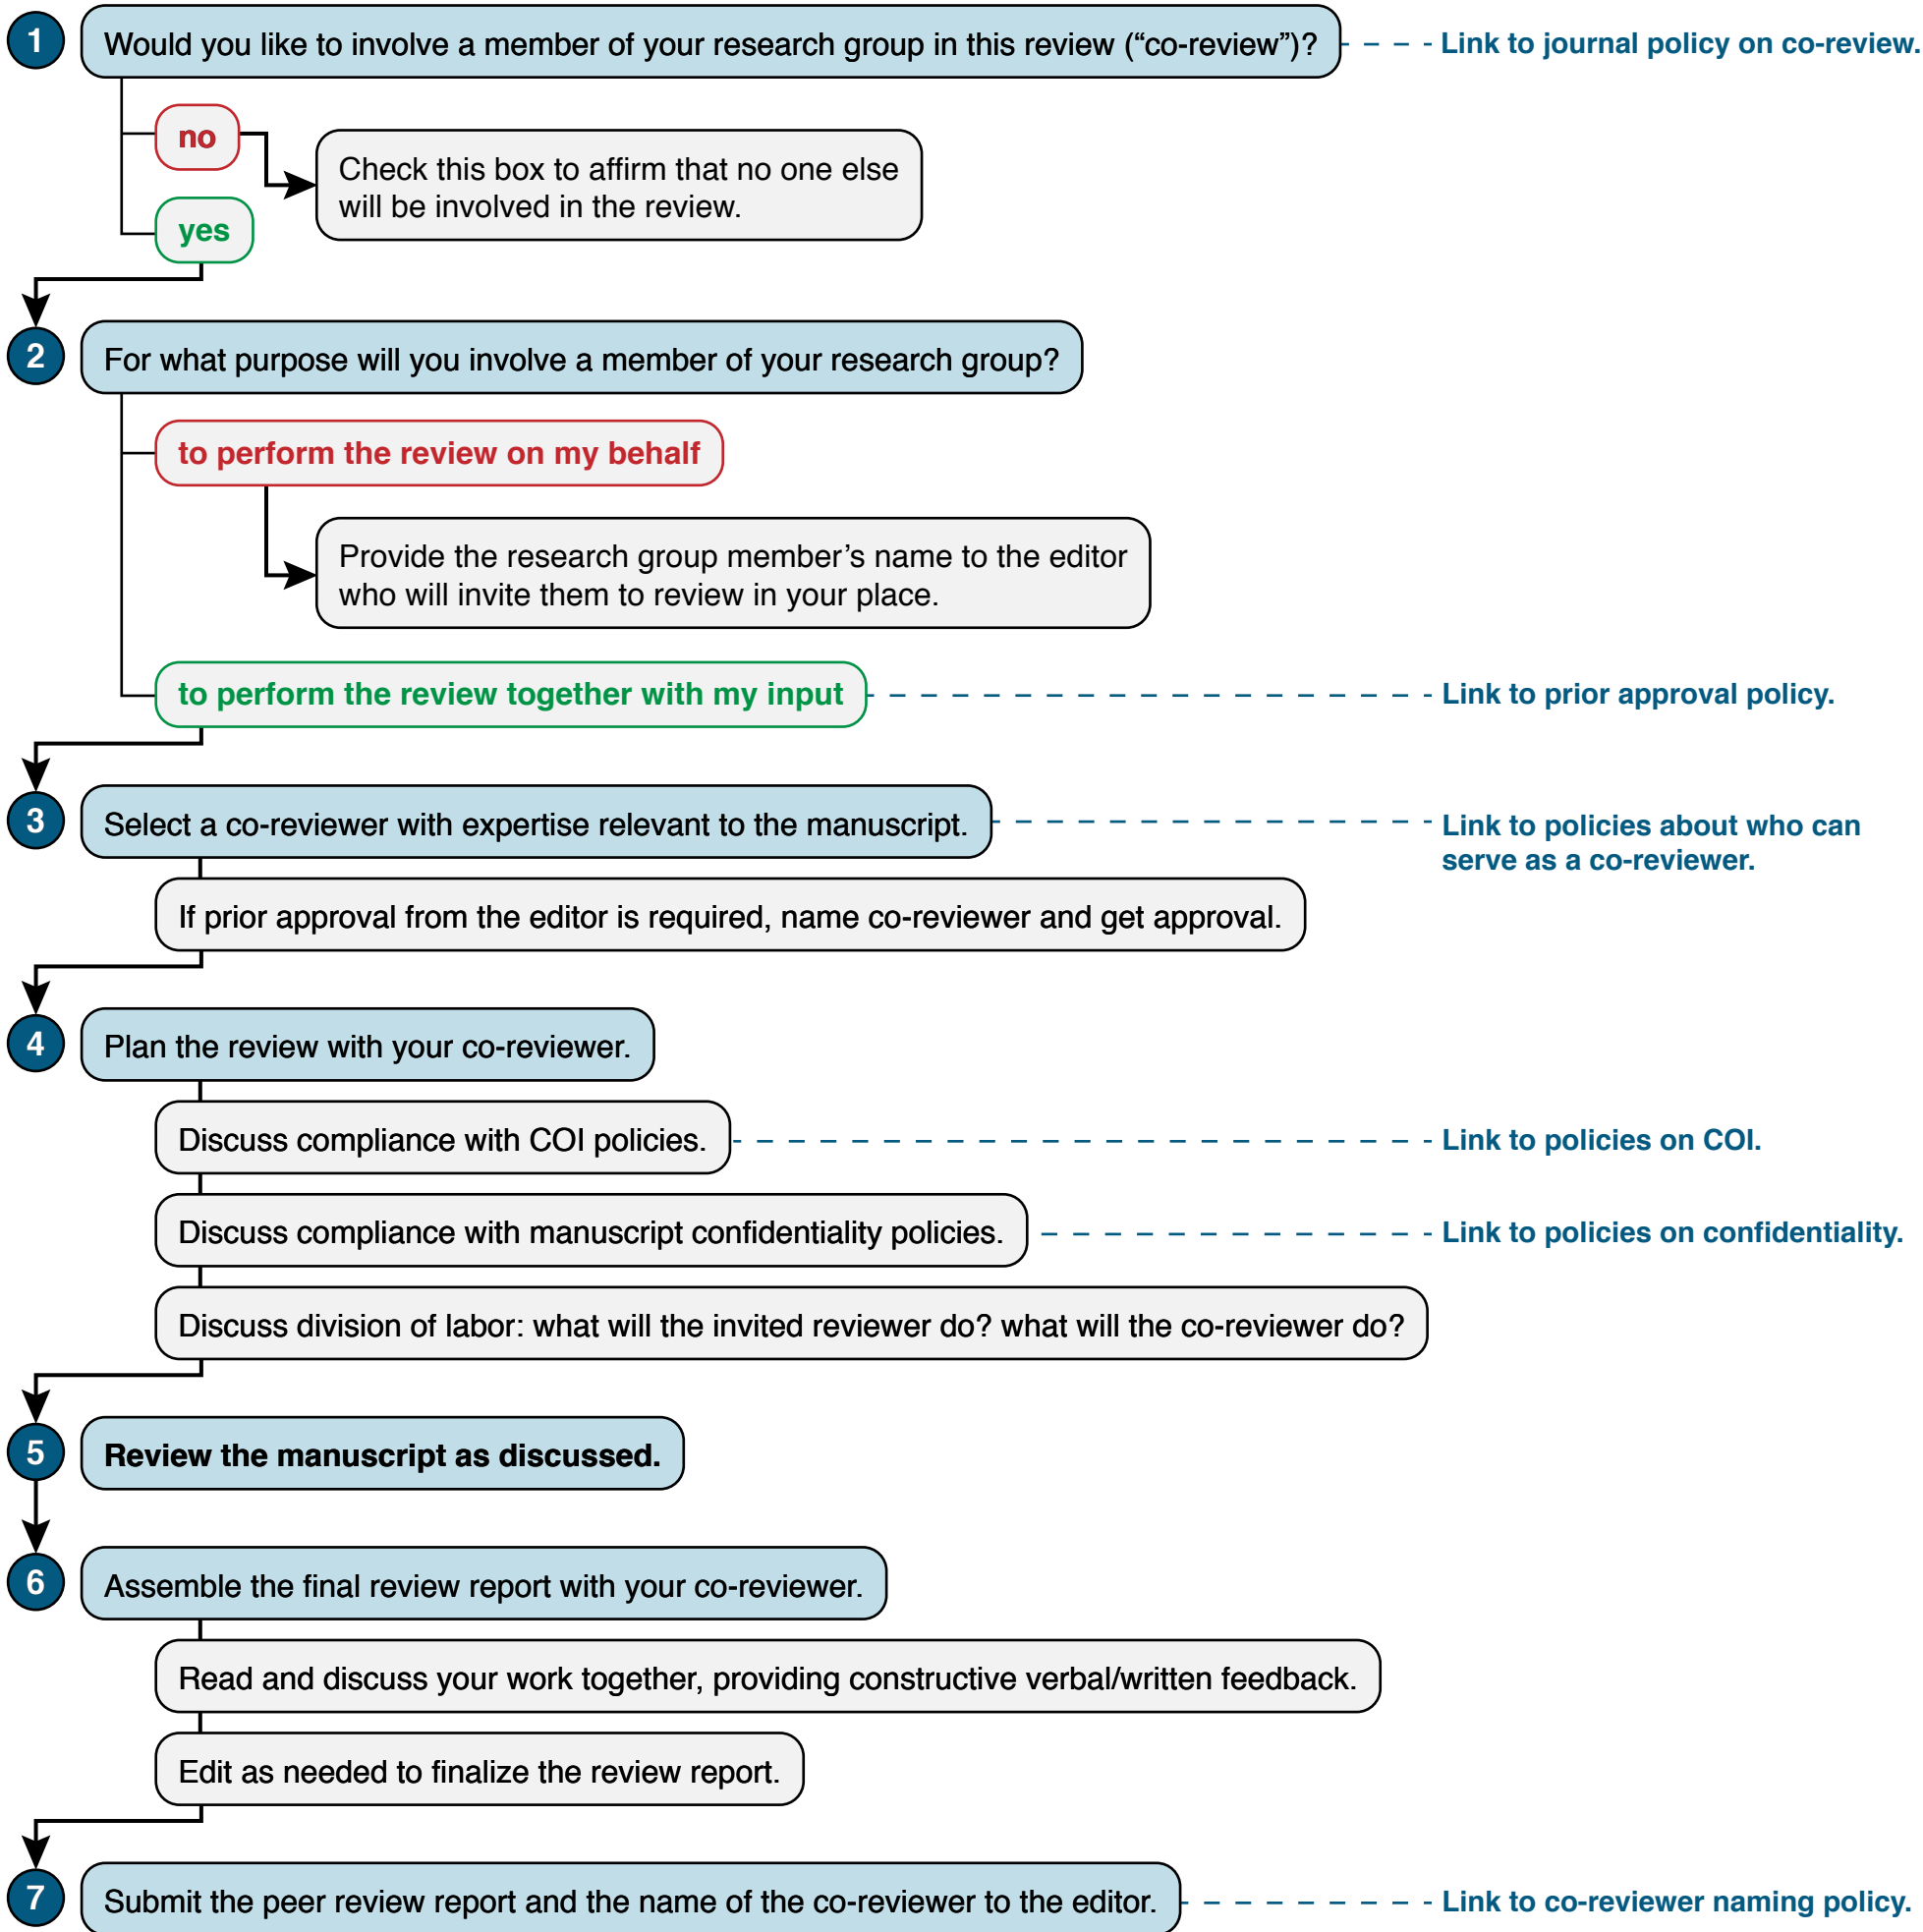 1
Would you like to involve a member of your research group in this review (“co-review”)?
Link to journal policy on co-review.
no
Check this box to affirm that no one else
will be involved in the review.
yes
2
For what purpose will you involve a member of your research group?
to perform the review on my behalf
Provide the research group member’s name to the editor
who will invite them to review in your place.
to perform the review together with my input
Link to prior approval policy.
3
Select a co-reviewer with expertise relevant to the manuscript.
Link to policies about who can
serve as a co-reviewer.
If prior approval from the editor is required, name co-reviewer and get approval.
4
Plan the review with your co-reviewer.
Discuss compliance with COI policies.
Link to policies on COI.
Discuss compliance with manuscript confidentiality policies.
Link to policies on confidentiality.
Discuss division of labor: what will the invited reviewer do? what will the co-reviewer do?
5
Review the manuscript as discussed.
6
Assemble the final review report with your co-reviewer.
Read and discuss your work together, providing constructive verbal/written feedback.
Edit as needed to finalize the review report.
7
Submit the peer review report and the name of the co-reviewer to the editor.
Link to co-reviewer naming policy.